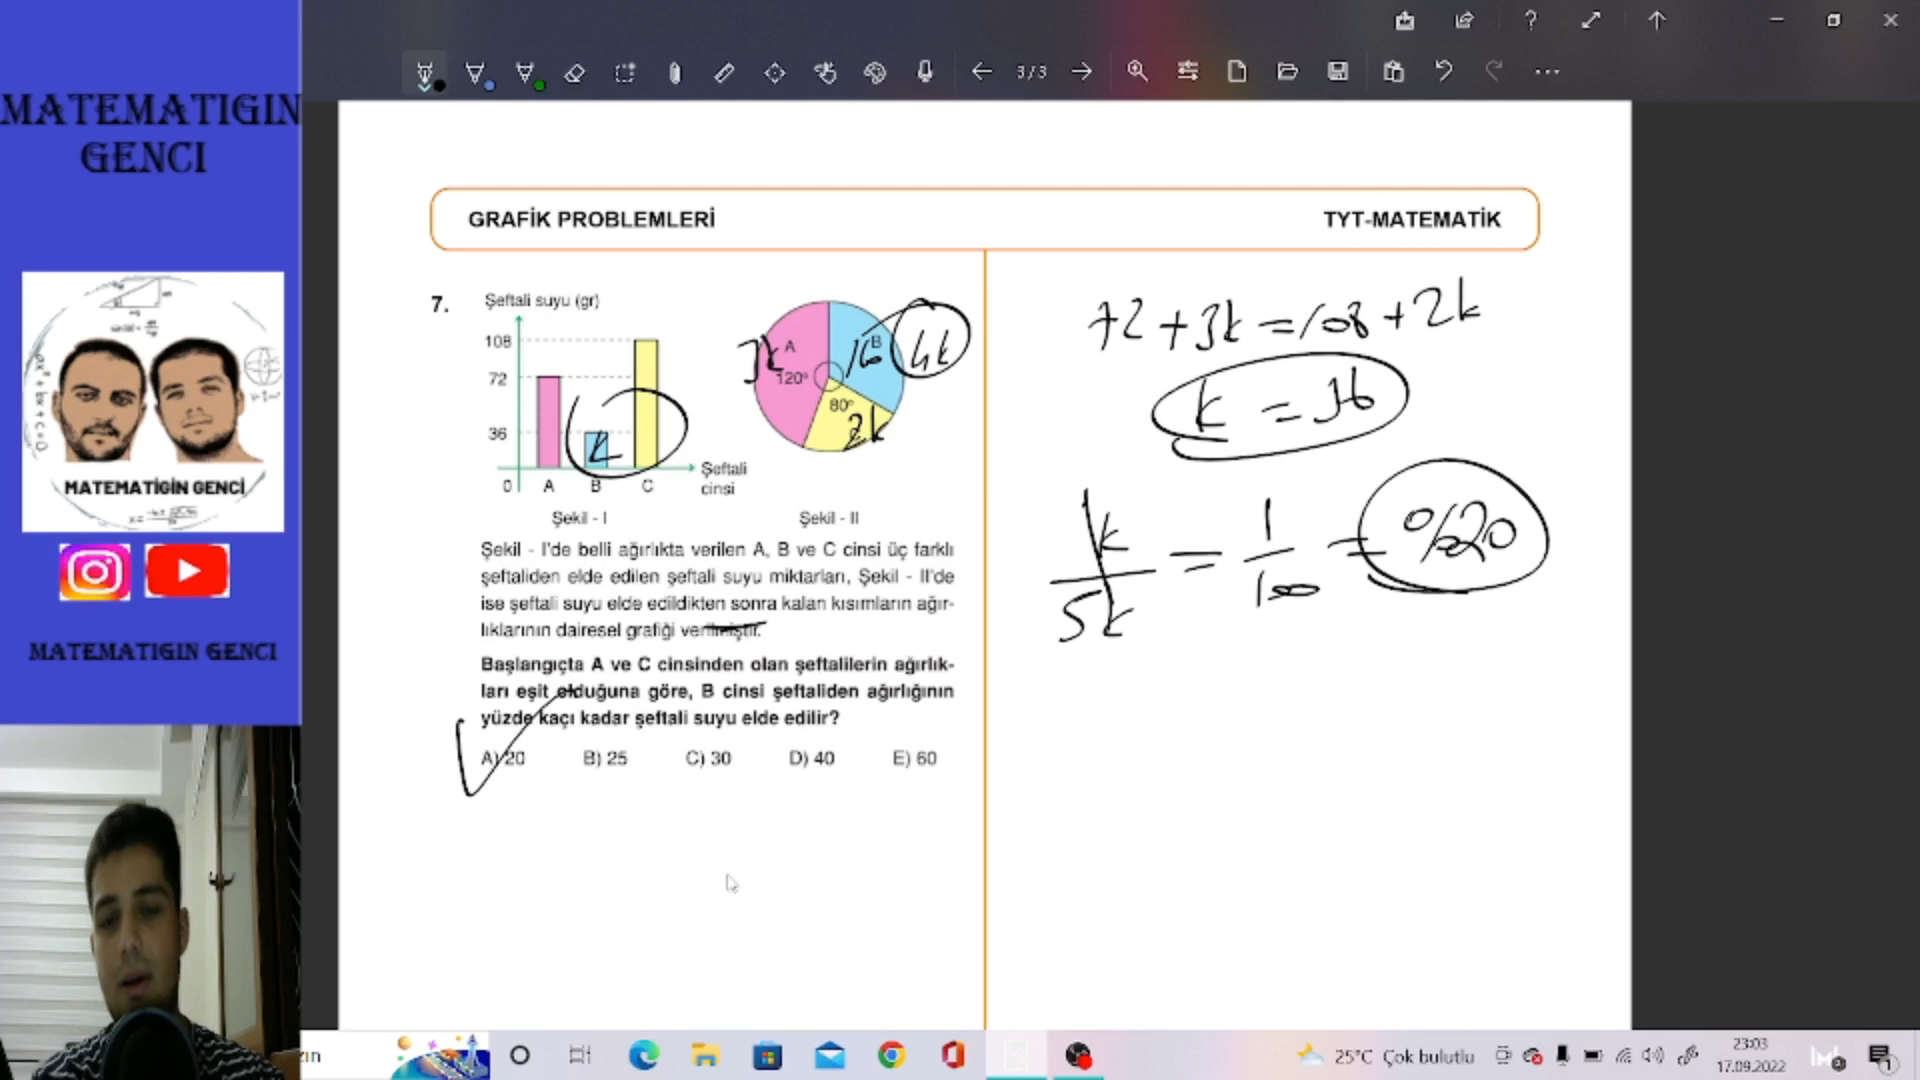 MATEMATIGIN
GENCI
MATEMATİGİN GENCİ
MATEMATIGIN GENCI
3/3
GRAFİK PROBLEMLERİ
TYT-MATEMATİK
7.
Şeftali suyu (gr)
108
72
36
0
A
B
C
k
Şeftali
cinsi
Şekil - I
A
3k
120°
B
160
4k
80°
2k
Şekil - II
Şekil - I'de belli ağırlıkta verilen A, B ve C cinsi üç farklı
şeftaliden elde edilen şeftali suyu miktarları, Şekil - II'de
ise şeftali suyu elde edildikten sonra kalan kısımların ağır-
lıklarının dairesel grafiği verilmiştir.
Başlangıçta A ve C cinsinden olan şeftalilerin ağırlık-
ları eşit olduğuna göre, B cinsi şeftaliden ağırlığının
yüzde kaçı kadar şeftali suyu elde edilir?
A) 20 B) 25 C) 30 D) 40 E) 60
72 + 3k = 108 + 2k
k = 36
k/5k = 1/100 = %20
25°C Çok bulutlu
23:03
17.09.2022